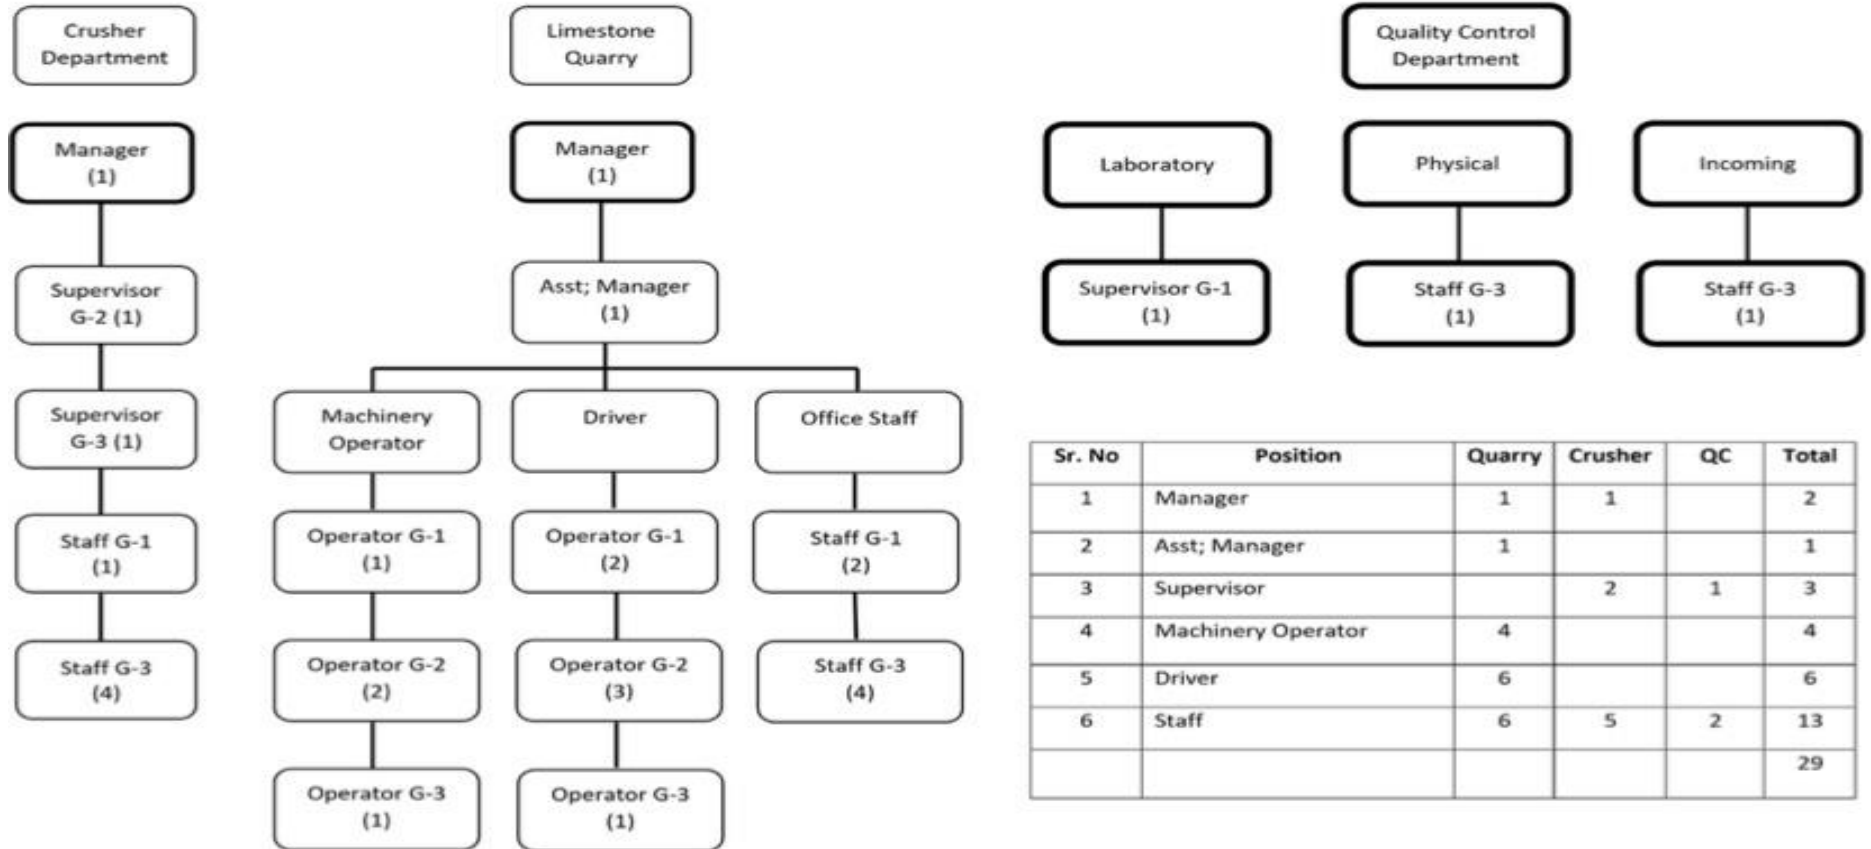 Crusher
Department
Manager
(1)
Supervisor
G-2 (1)
Supervisor
G-3 (1)
Staff G-1
(1)
Staff G-3
(4)
Limestone
Quarry
Manager
(1)
Asst; Manager
(1)
Machinery
Operator
Operator G-1
(1)
Operator G-2
(2)
Operator G-3
(1)
Driver
Operator G-1
(2)
Operator G-2
(3)
Operator G-3
(1)
Office Staff
Staff G-1
(2)
Staff G-3
(4)
Quality Control
Department
Laboratory
Supervisor G-1
(1)
Physical
Staff G-3
(1)
Incoming
Staff G-3
(1)
Sr. No Position Quarry Crusher QC Total
1 Manager 1 1 2
2 Asst; Manager 1 1
3 Supervisor 2 1 3
4 Machinery Operator 4 4
5 Driver 6 6
6 Staff 6 5 2 13
29